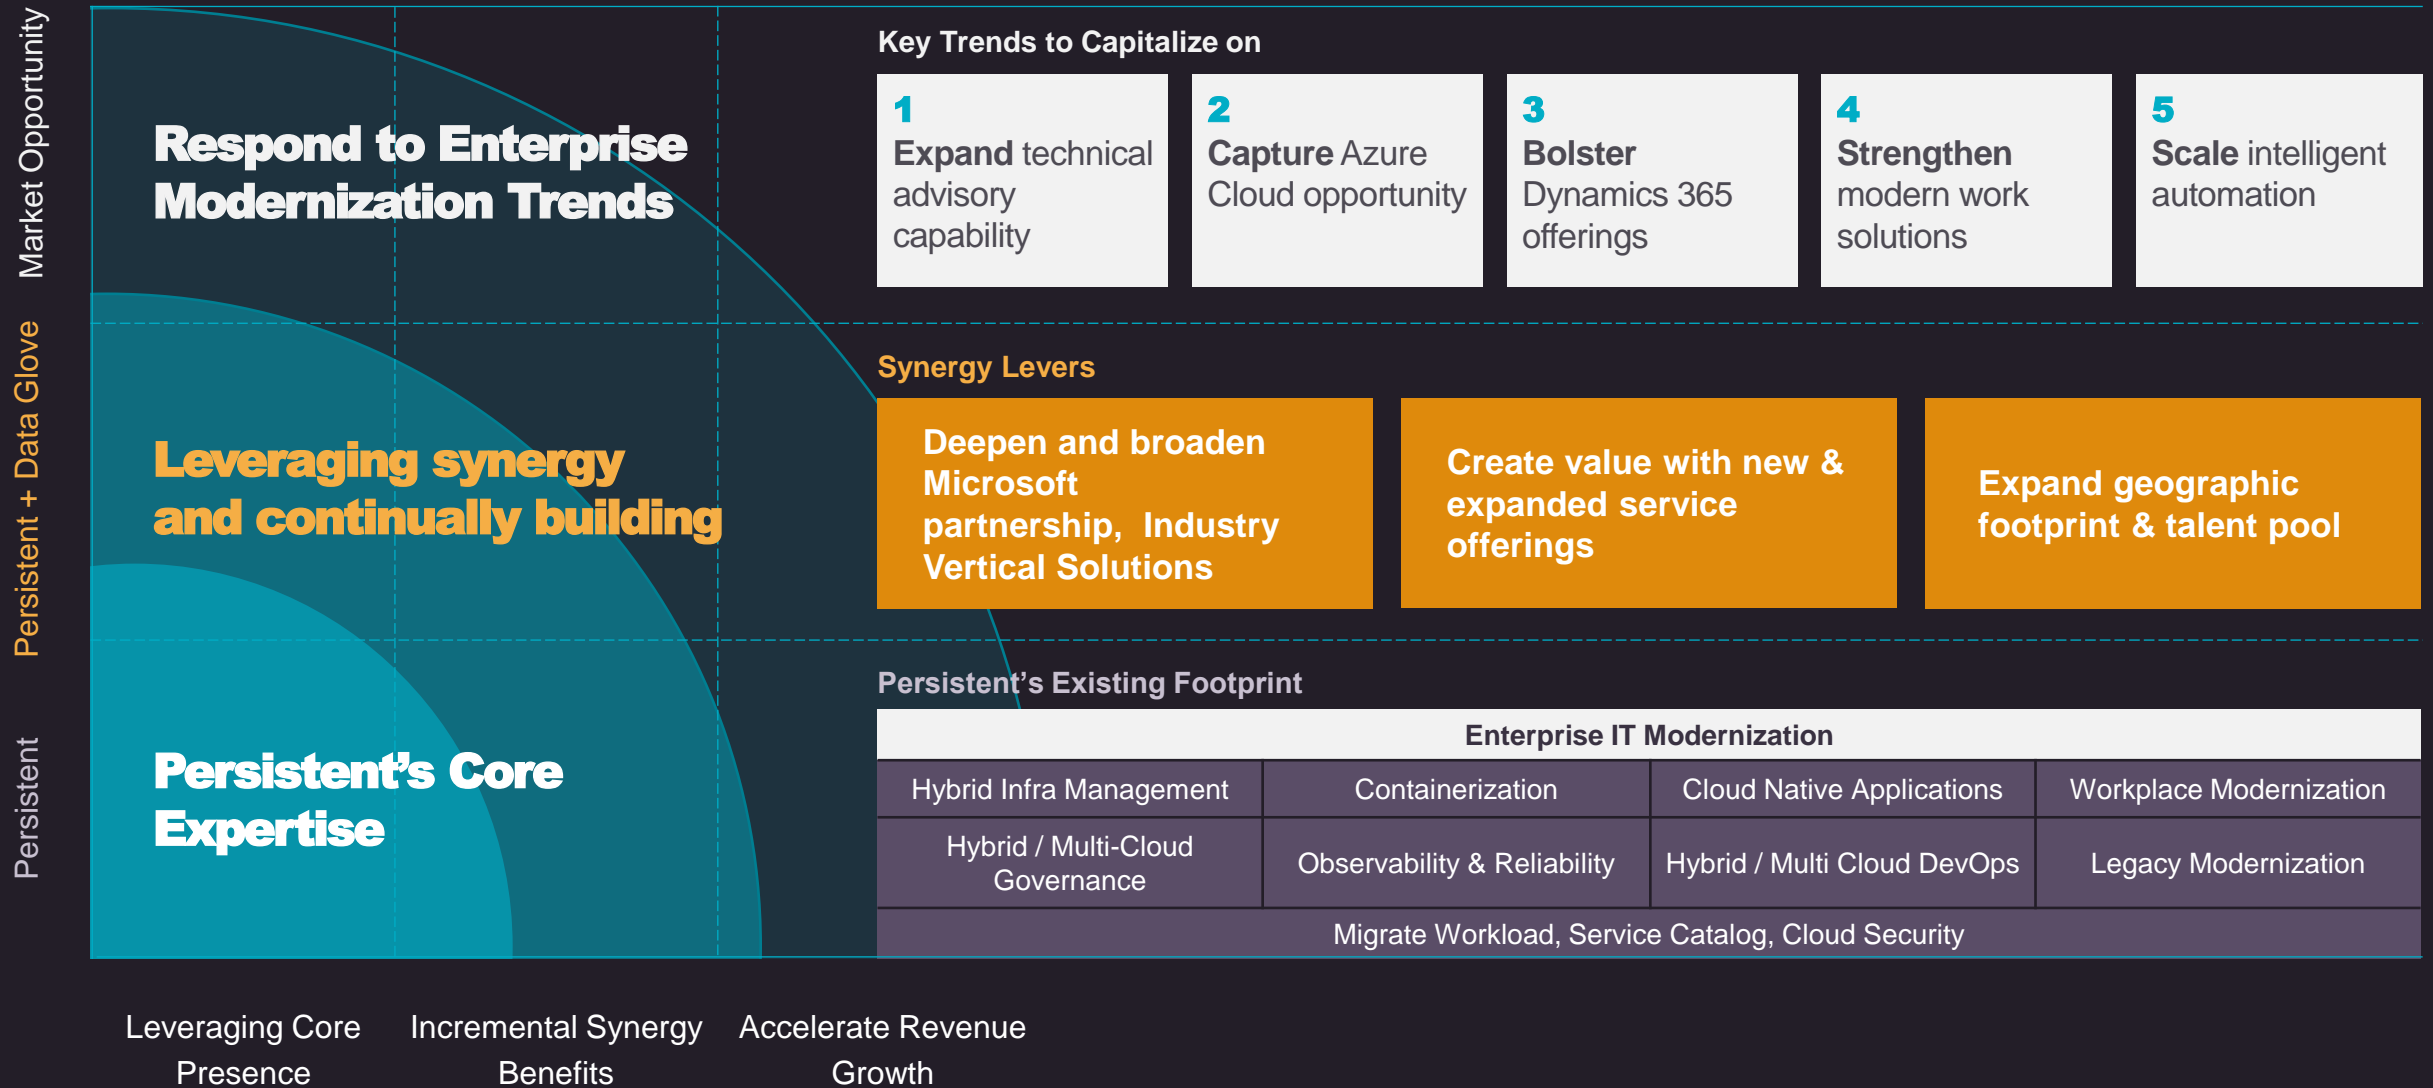 Market Opportunity
Respond to Enterprise
Modernization Trends
Key Trends to Capitalize on
1
Expand technical
advisory
capability
2
Capture Azure
Cloud opportunity
3
Bolster
Dynamics 365
offerings
4
Strengthen
modern work
solutions
5
Scale intelligent
automation
Persistent + Data Glove
Leveraging synergy
and continually building
Synergy Levers
Deepen and broaden
Microsoft
partnership, Industry
Vertical Solutions
Create value with new &
expanded service
offerings
Expand geographic
footprint & talent pool
Persistent
Persistent’s Core
Expertise
Persistent’s Existing Footprint
Enterprise IT Modernization
Hybrid Infra Management
Containerization
Cloud Native Applications
Workplace Modernization
Hybrid / Multi-Cloud
Governance
Observability & Reliability
Hybrid / Multi Cloud DevOps
Legacy Modernization
Migrate Workload, Service Catalog, Cloud Security
Leveraging Core
Presence
Incremental Synergy
Benefits
Accelerate Revenue
Growth